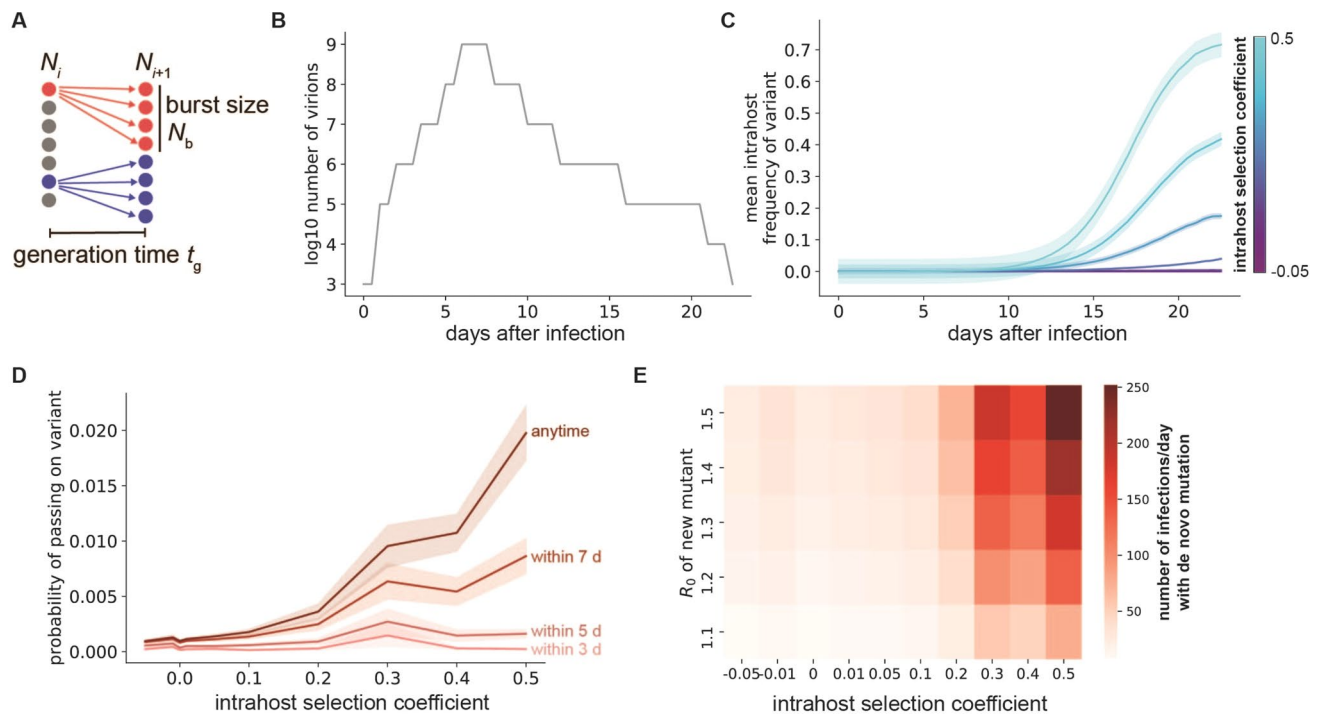 A
N_i
N_i+1
burst size
N_b
generation time t_g
B
log10 number of virions
9
8
7
6
5
4
3
0
5
10
15
20
days after infection
C
mean intrahost
frequency of variant
0.7
0.6
0.5
0.4
0.3
0.2
0.1
0.0
0
5
10
15
20
days after infection
intrahost selection coefficient
0.5
-0.05
D
probability of passing on variant
0.020
0.015
0.010
0.005
0.000
anytime
within 7 d
within 5 d
within 3 d
0.0
0.1
0.2
0.3
0.4
0.5
intrahost selection coefficient
E
R_0 of new mutant
1.5
1.4
1.3
1.2
1.1
-0.05
-0.01
0
0.01
0.05
0.1
0.2
0.3
0.4
0.5
intrahost selection coefficient
250
200
150
100
50
number of infections/day
with de novo mutation